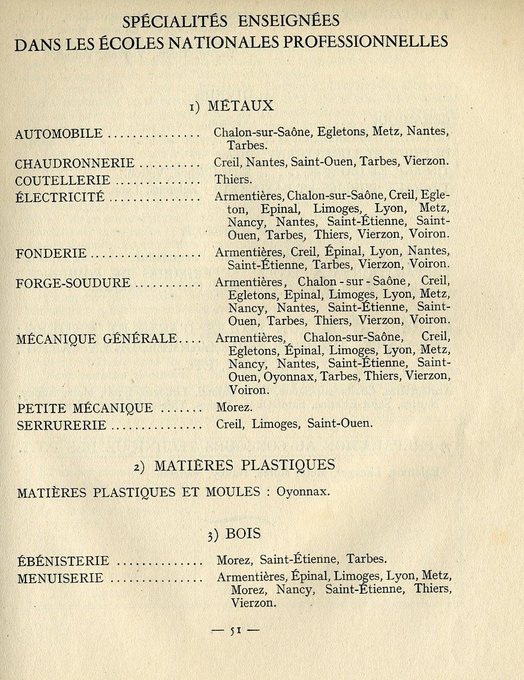 SPÉCIALITÉS ENSEIGNÉES
DANS LES ÉCOLES NATIONALES PROFESSIONNELLES
1) MÉTAUX
AUTOMOBILE ............... Chalon-sur-Saône, Egletons, Metz, Nantes,
Tarbes.
CHAUDRONNERIE .......... Creil, Nantes, Saint-Ouen, Tarbes, Vierzon.
COUTELLERIE .............. Thiers.
ÉLECTRICITÉ ............... Armentières, Chalon-sur-Saône, Creil, Egle-
ton, Epinal, Limoges, Lyon, Metz,
Nancy, Nantes, Saint-Étienne, Saint-
Ouen, Tarbes, Thiers, Vierzon, Voiron.
FONDERIE ................. Armentières, Creil, Épinal, Lyon, Nantes,
Saint-Étienne, Tarbes, Vierzon, Voiron.
FORGE-SOUDURE ........... Armentières, Chalon-sur-Saône, Creil,
Egletons, Epinal, Limoges, Lyon, Metz,
Nancy, Nantes, Saint-Étienne, Saint-
Ouen, Tarbes, Thiers, Vierzon, Voiron.
MÉCANIQUE GÉNÉRALE.... Armentières, Chalon-sur-Saône, Creil,
Egletons, Épinal, Limoges, Lyon, Metz,
Nancy, Nantes, Saint-Étienne, Saint-
Ouen, Oyonnax, Tarbes, Thiers, Vierzon,
Voiron.
PETITE MÉCANIQUE ....... Morez.
SERRURERIE ............... Creil, Limoges, Saint-Ouen.
2) MATIÈRES PLASTIQUES
MATIÈRES PLASTIQUES ET MOULES : Oyonnax.
3) BOIS
ÉBÉNISTERIE .............. Morez, Saint-Étienne, Tarbes.
MENUISERIE ............... Armentières, Épinal, Limoges, Lyon, Metz,
Morez, Nancy, Saint-Étienne, Thiers,
Vierzon.
— 51 —